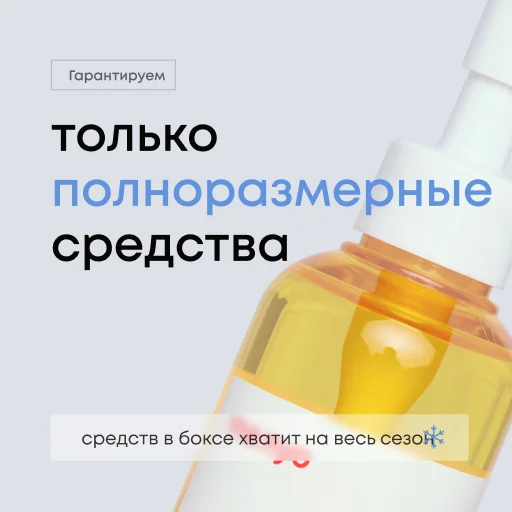 Гарантируем
только
полноразмерные
средства
средств в боксе хватит на весь сезон